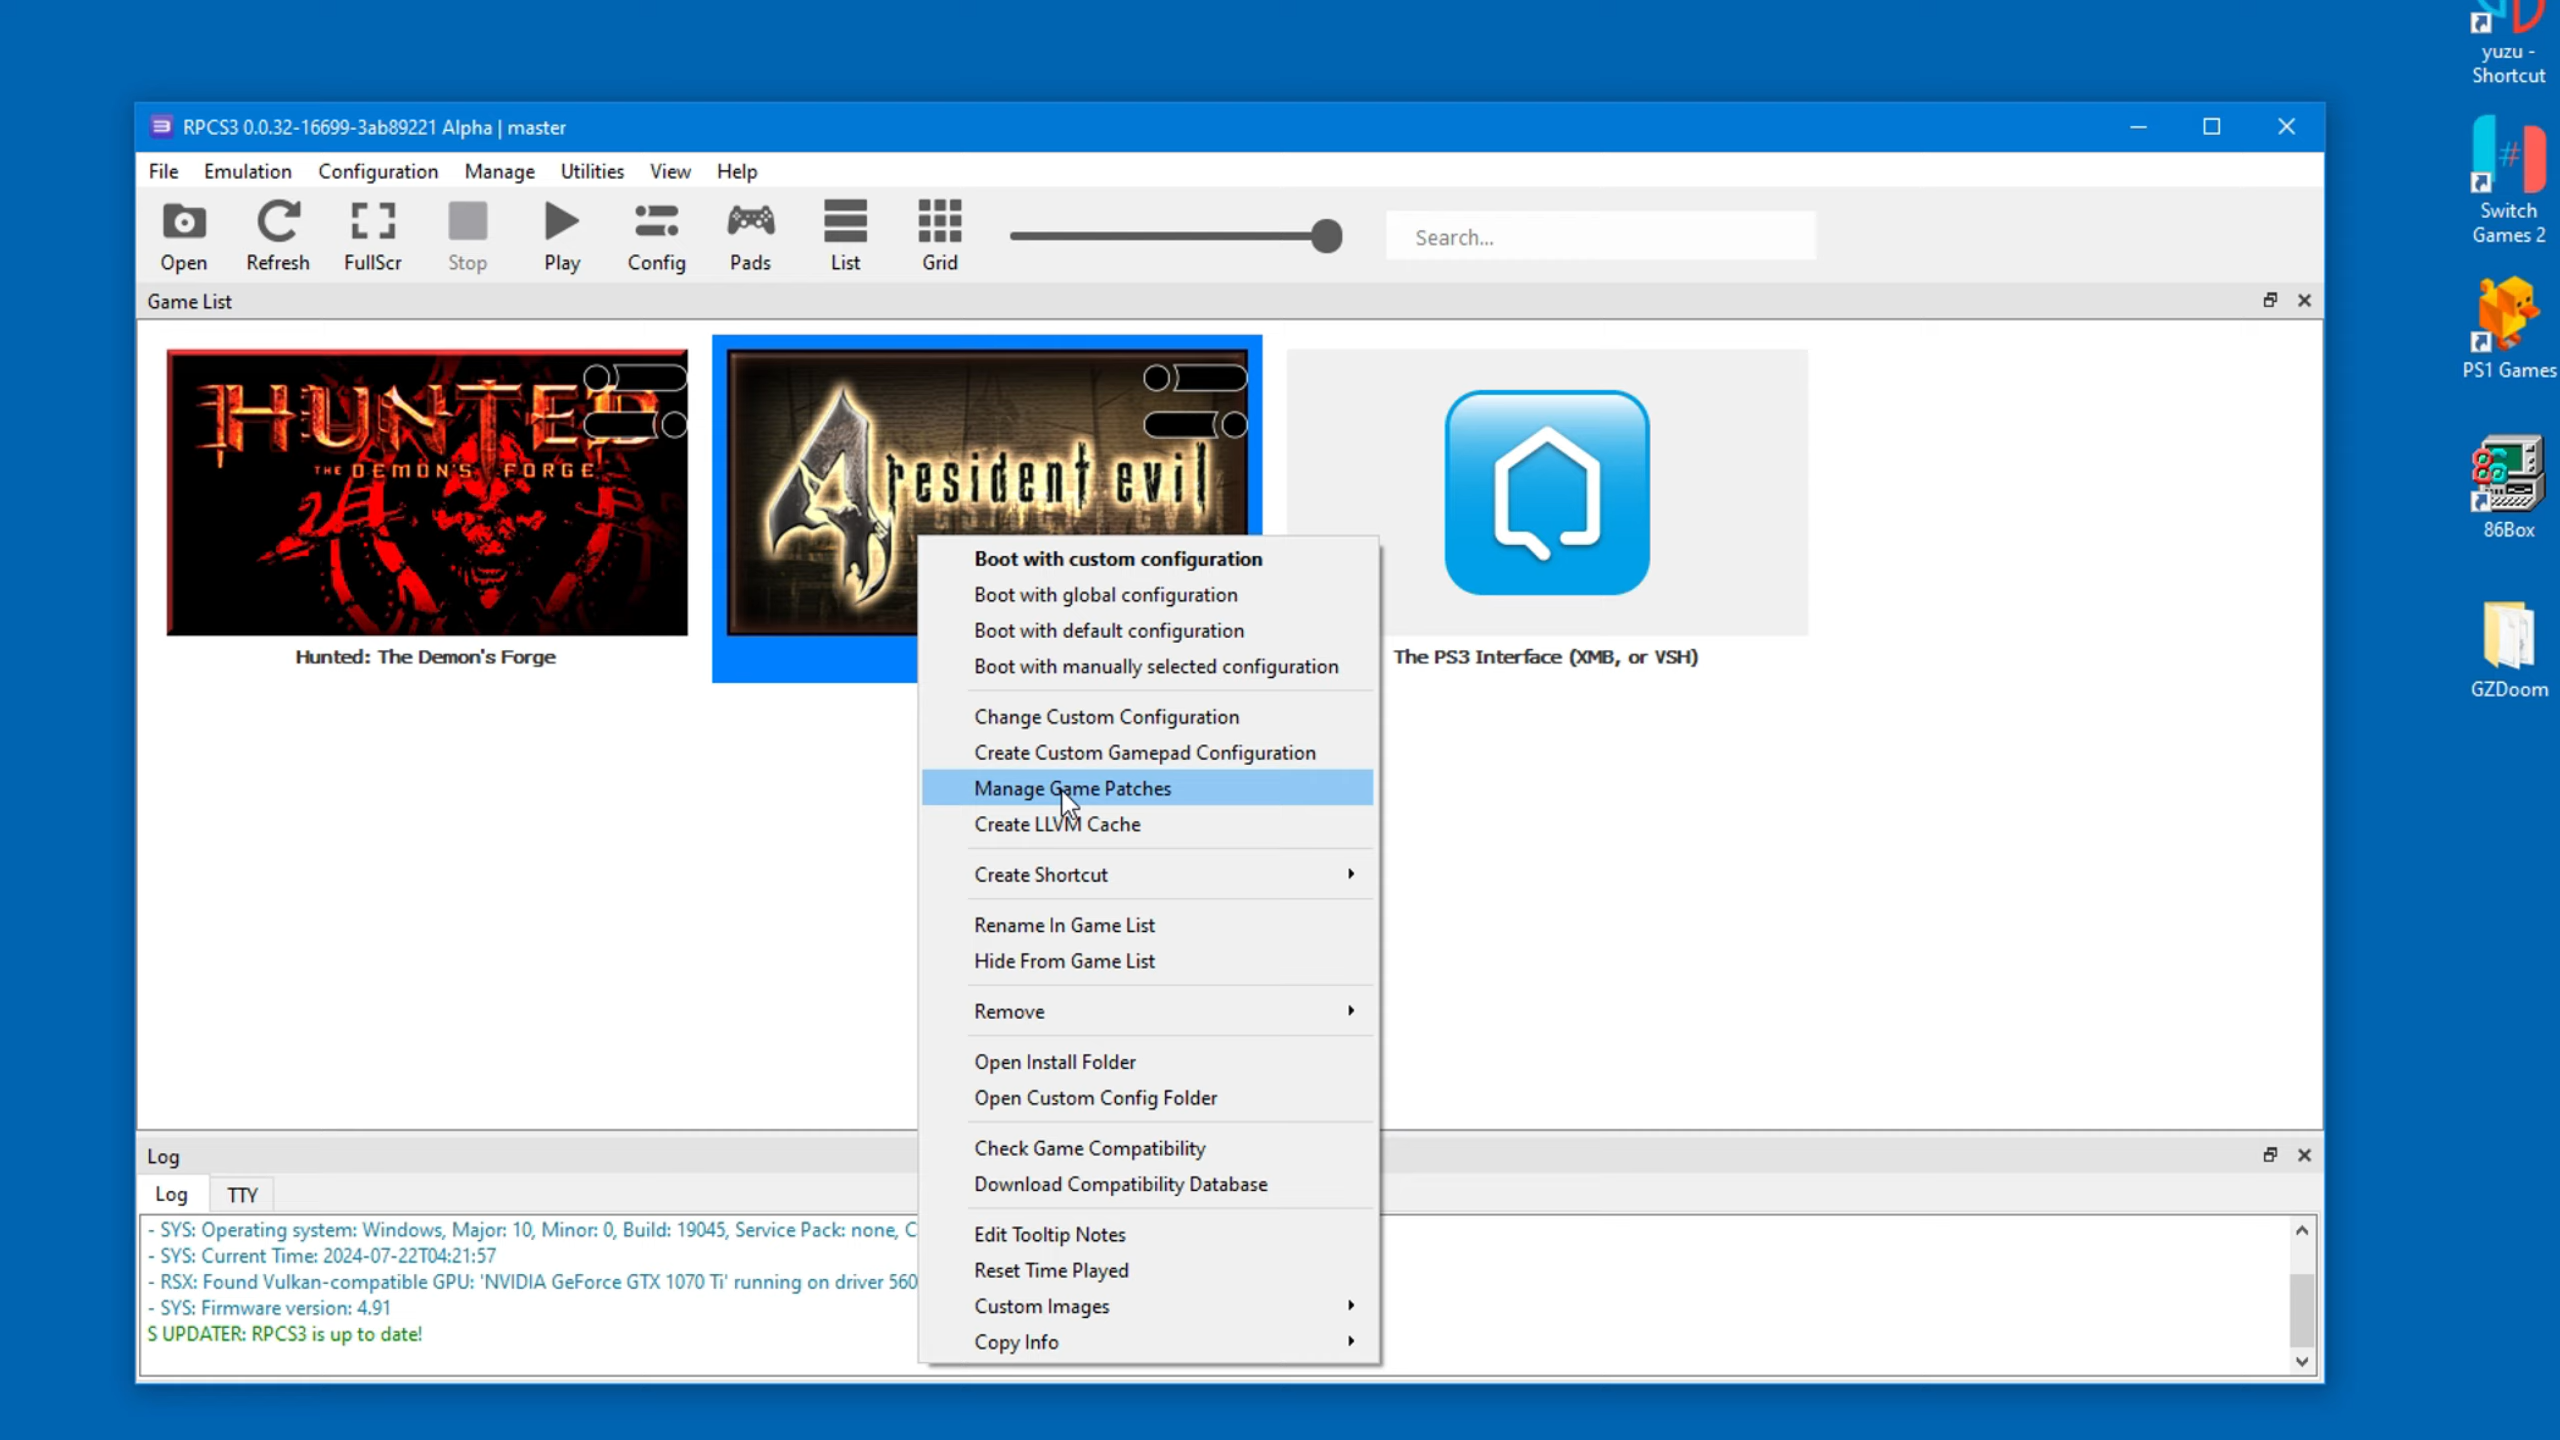 yuzu -
Shortcut
RPCS3 0.0.32-16699-3ab89221 Alpha | master
File Emulation Configuration Manage Utilities View Help
Open Refresh FullScr Stop Play Config Pads List Grid Search...
Switch
Games 2
Game List
HUNTED
THE DEMON'S FORGE
4 resident evil
PS1 Games
86Box
Hunted: The Demon's Forge
The PS3 Interface (XMB, or VSH)
GZDoom
Boot with custom configuration
Boot with global configuration
Boot with default configuration
Boot with manually selected configuration
Change Custom Configuration
Create Custom Gamepad Configuration
Manage Game Patches
Create LLVM Cache
Create Shortcut
Rename In Game List
Hide From Game List
Remove
Open Install Folder
Open Custom Config Folder
Check Game Compatibility
Download Compatibility Database
Edit Tooltip Notes
Reset Time Played
Custom Images
Copy Info
Log
Log TTY
- SYS: Operating system: Windows, Major: 10, Minor: 0, Build: 19045, Service Pack: none, C
- SYS: Current Time: 2024-07-22T04:21:57
- RSX: Found Vulkan-compatible GPU: 'NVIDIA GeForce GTX 1070 Ti' running on driver 560
- SYS: Firmware version: 4.91
S UPDATER: RPCS3 is up to date!